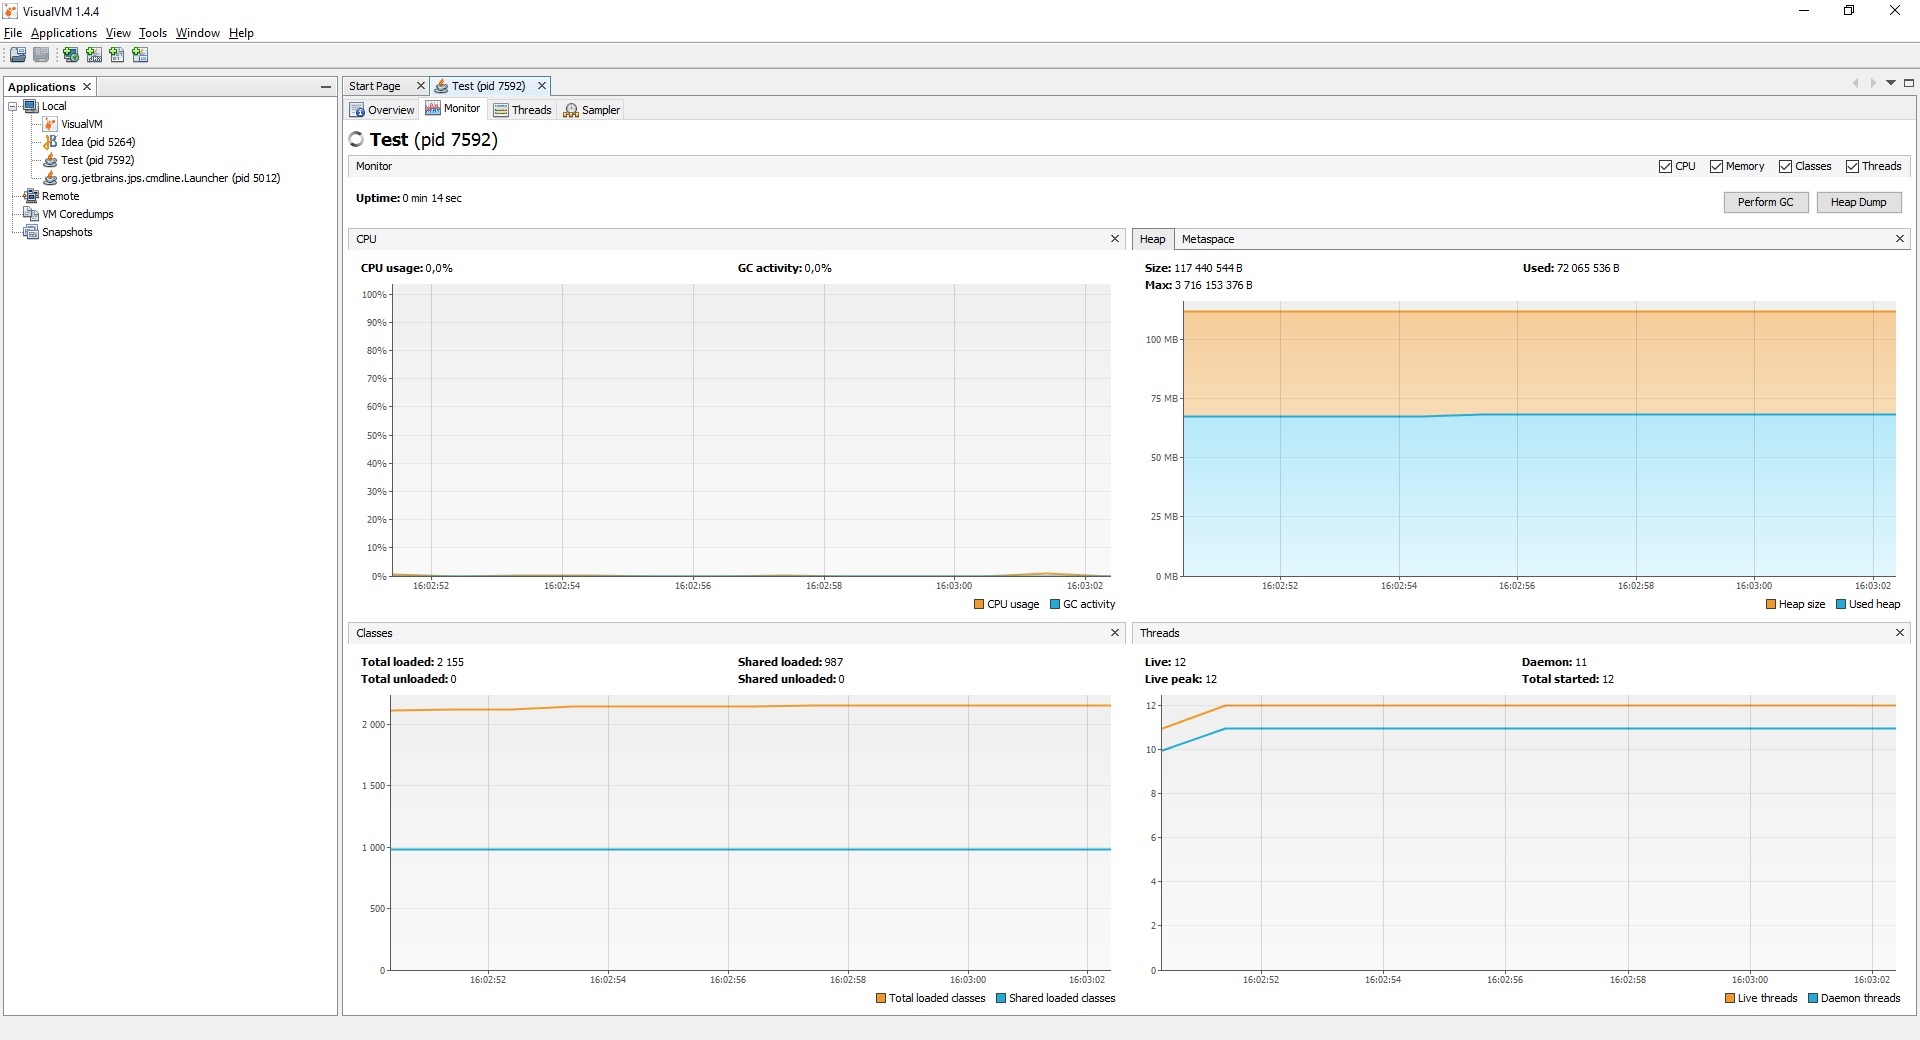 VisualVM 1.4.4
File Applications View Tools Window Help
Applications
Local
VisualVM
Idea (pid 5264)
Test (pid 7592)
org.jetbrains.jps.cmdline.Launcher (pid 5012)
Remote
VM Coredumps
Snapshots
Start Page Test (pid 7592)
Overview Monitor Threads Sampler
Test (pid 7592)
Monitor CPU Memory Classes Threads
Uptime: 0 min 14 sec
Perform GC Heap Dump
CPU
CPU usage: 0,0% GC activity: 0,0%
100%
90%
80%
70%
60%
50%
40%
30%
20%
10%
0%
16:02:52 16:02:54 16:02:56 16:02:58 16:03:00 16:03:02
CPU usage GC activity
Heap Metaspace
Size: 117 440 544 B Used: 72 065 536 B
Max: 3 716 153 376 B
100 MB
75 MB
50 MB
25 MB
0 MB
16:02:52 16:02:54 16:02:56 16:02:58 16:03:00 16:03:02
Heap size Used heap
Classes
Total loaded: 2 155 Shared loaded: 987
Total unloaded: 0 Shared unloaded: 0
2 000
1 500
1 000
500
0
16:02:52 16:02:54 16:02:56 16:02:58 16:03:00 16:03:02
Total loaded classes Shared loaded classes
Threads
Live: 12 Daemon: 11
Live peak: 12 Total started: 12
12
10
8
6
4
2
0
16:02:52 16:02:54 16:02:56 16:02:58 16:03:00 16:03:02
Live threads Daemon threads